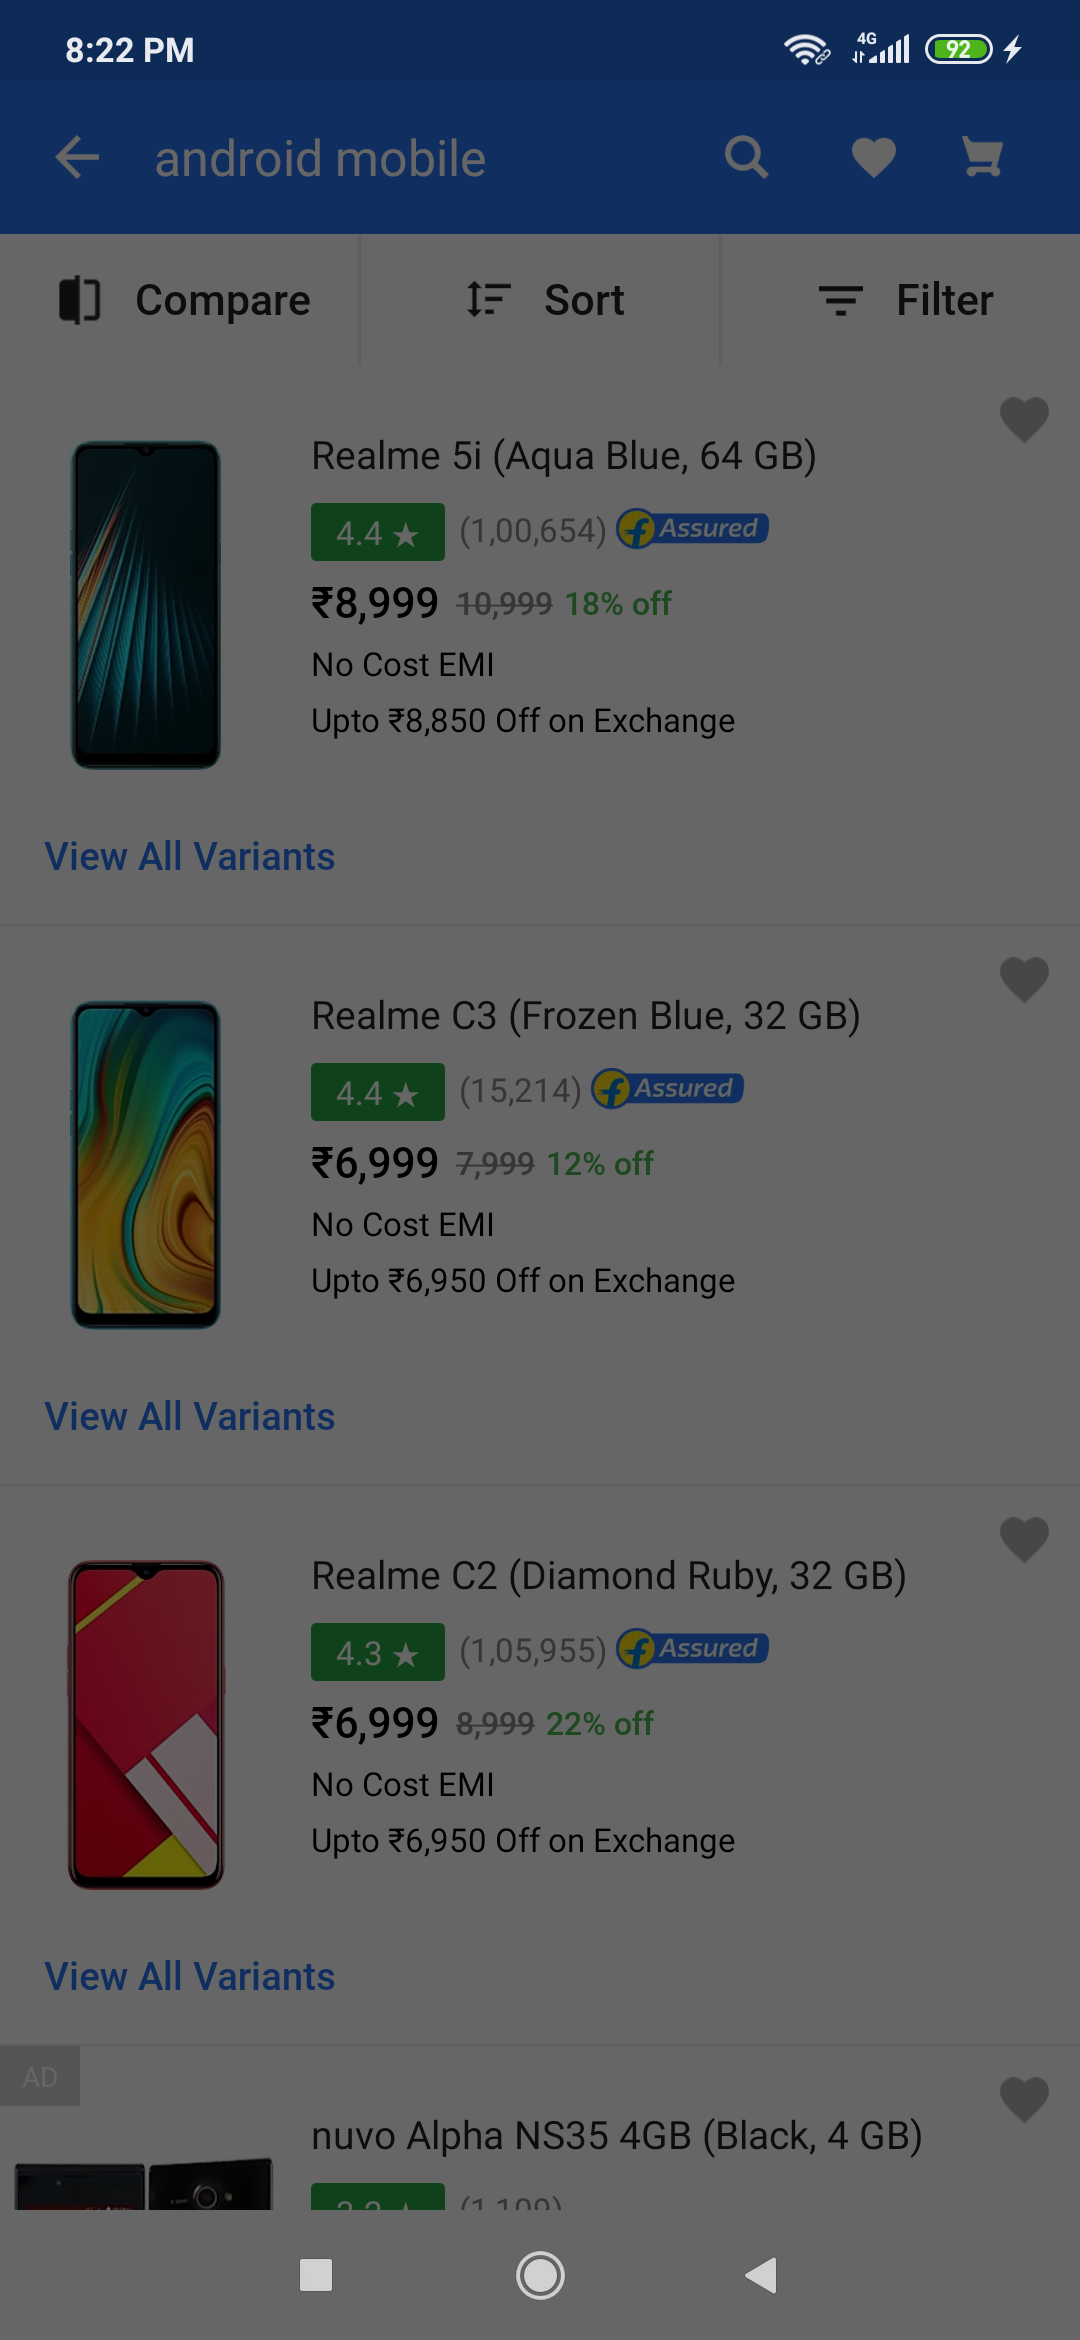 8:22 PM
4G
92
android mobile
Compare
Sort
Filter
Realme 5i (Aqua Blue, 64 GB)
4.4 ★ (1,00,654) Assured
₹8,999 10,999 18% off
No Cost EMI
Upto ₹8,850 Off on Exchange
View All Variants
Realme C3 (Frozen Blue, 32 GB)
4.4 ★ (15,214) Assured
₹6,999 7,999 12% off
No Cost EMI
Upto ₹6,950 Off on Exchange
View All Variants
Realme C2 (Diamond Ruby, 32 GB)
4.3 ★ (1,05,955) Assured
₹6,999 8,999 22% off
No Cost EMI
Upto ₹6,950 Off on Exchange
View All Variants
AD
nuvo Alpha NS35 4GB (Black, 4 GB)